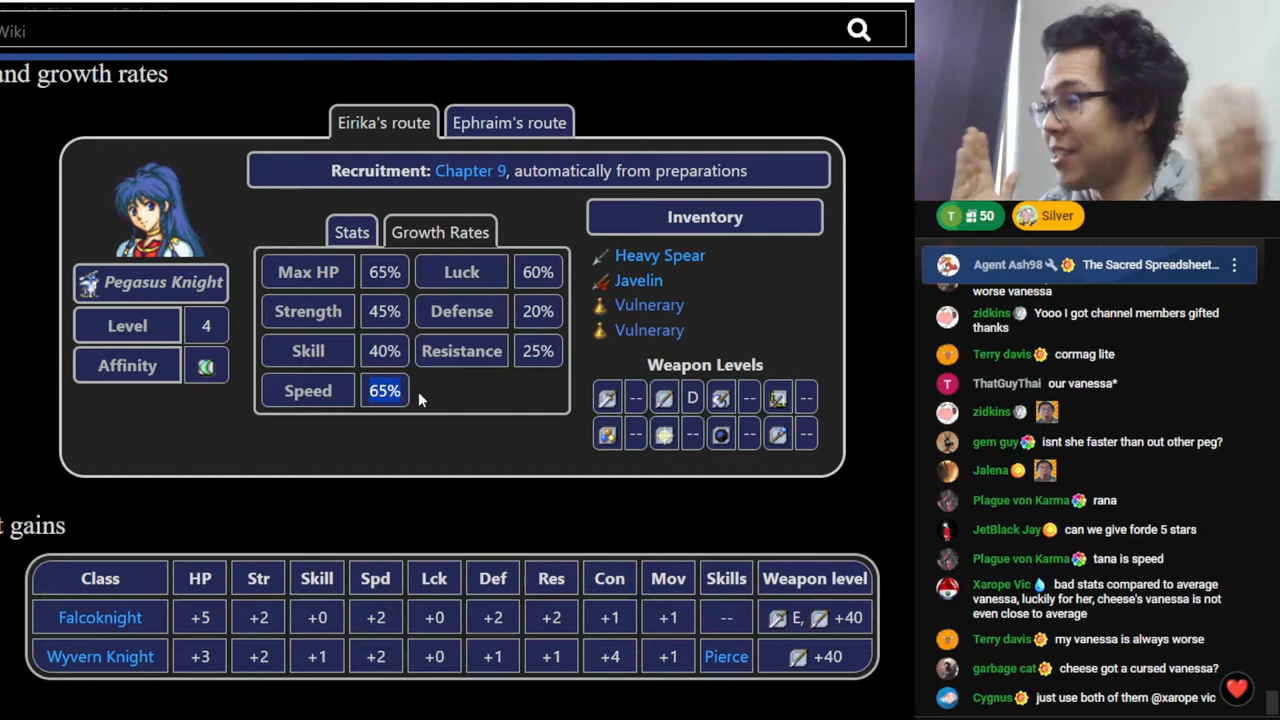 Wiki
and growth rates
Eirika's route
Ephraim's route
Recruitment: Chapter 9, automatically from preparations
Pegasus Knight
Level 4
Affinity
Stats
Growth Rates
Max HP 65% Luck 60%
Strength 45% Defense 20%
Skill 40% Resistance 25%
Speed 65%
Inventory
Heavy Spear
Javelin
Vulnerary
Vulnerary
Weapon Levels
-- D -- --
-- -- -- --
t gains
Class HP Str Skill Spd Lck Def Res Con Mov Skills Weapon level
Falcoknight +5 +2 +0 +2 +0 +2 +2 +1 +1 -- E, +40
Wyvern Knight +3 +2 +1 +2 +0 +1 +1 +4 +1 Pierce +40
T 50 Silver
Agent Ash98 The Sacred Spreadsheet...
worse vanessa
zidkins Yooo I got channel members gifted
thanks
Terry davis cormag lite
T ThatGuyThai our vanessa*
zidkins
gem guy isnt she faster than out other peg?
Jalena
Plague von Karma rana
JetBlack Jay can we give forde 5 stars
Plague von Karma tana is speed
Xarope Vic bad stats compared to average
vanessa, luckily for her, cheese's vanessa is not
even close to average
Terry davis my vanessa is always worse
garbage cat cheese got a cursed vanessa?
Cygnus just use both of them @xarope vic